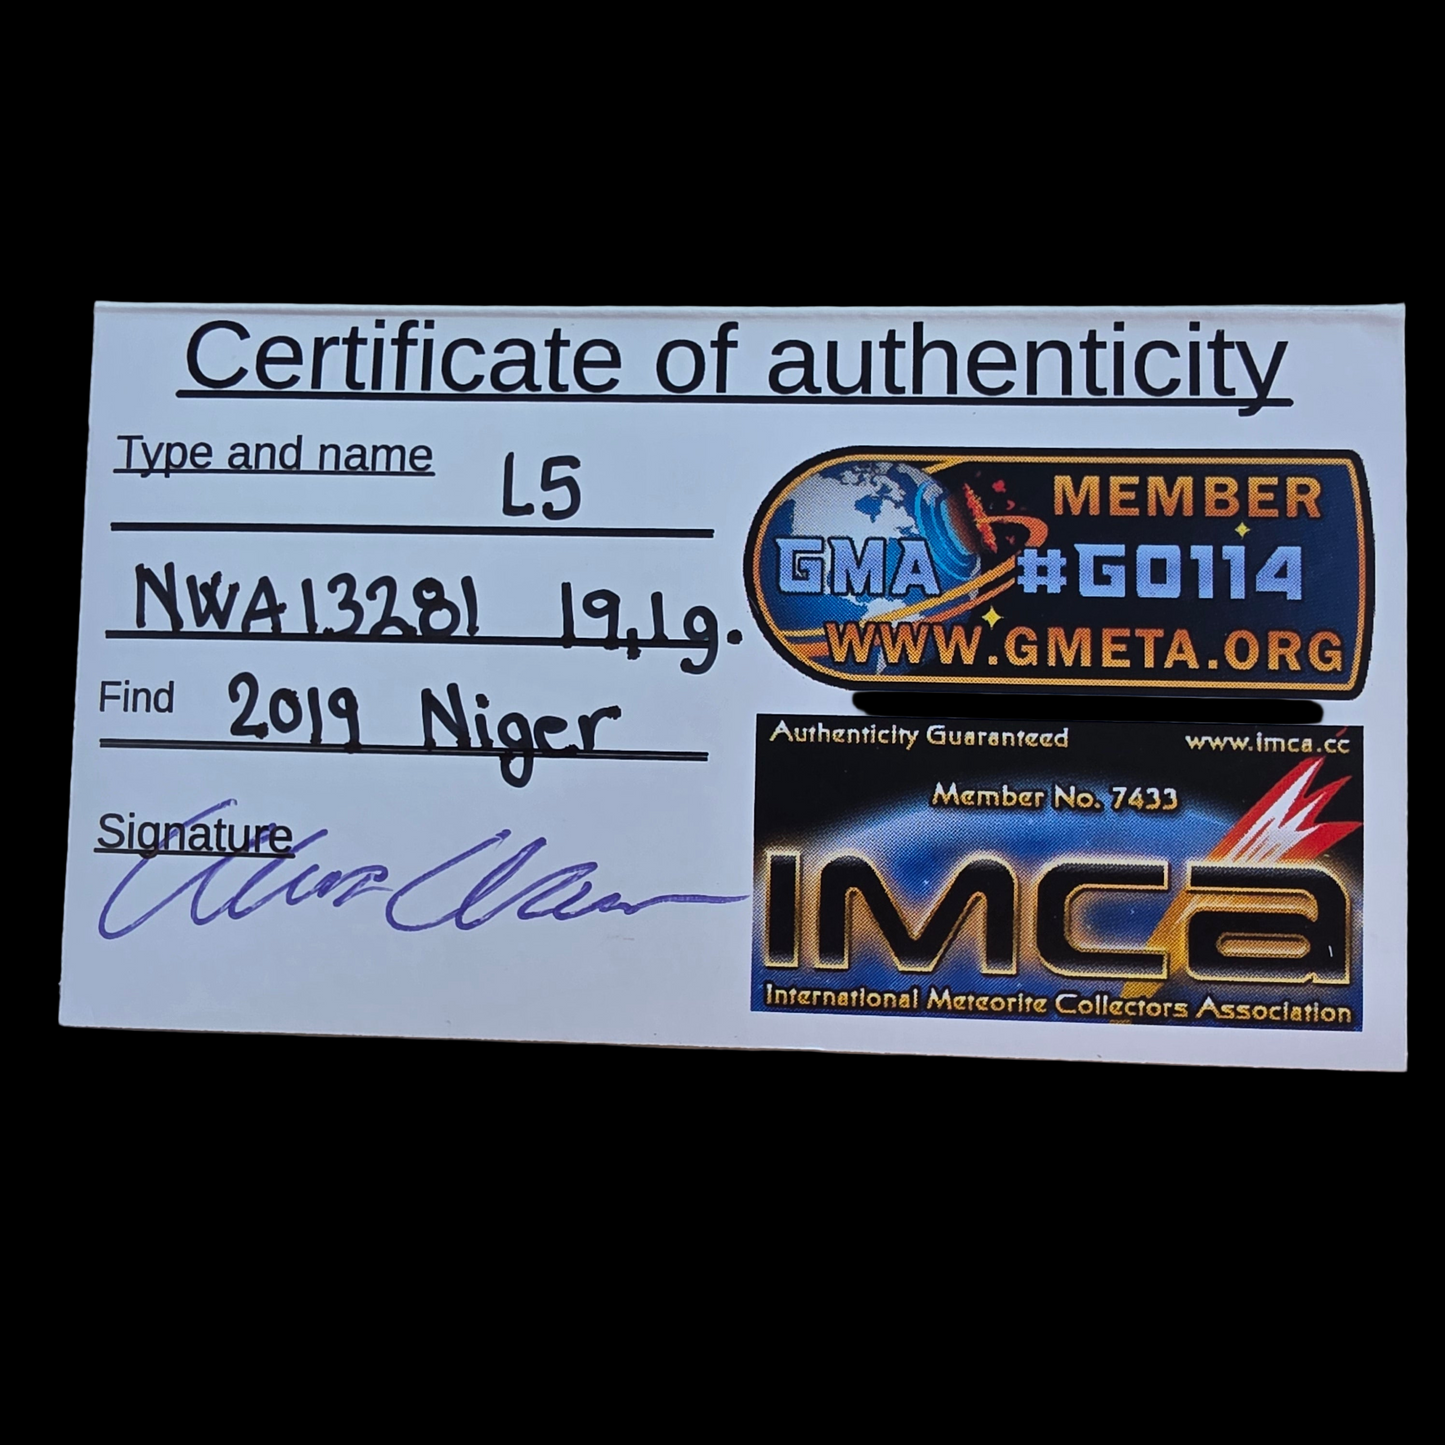 Certificate of authenticity
Type and name L5
NWA13281 19,1g.
Find 2019 Niger
Signature
MEMBER
GMA #G0114
WWW.GMETA.ORG
Authenticity Guaranteed www.imca.cc
Member No. 7433
IMCA
International Meteorite Collectors Association